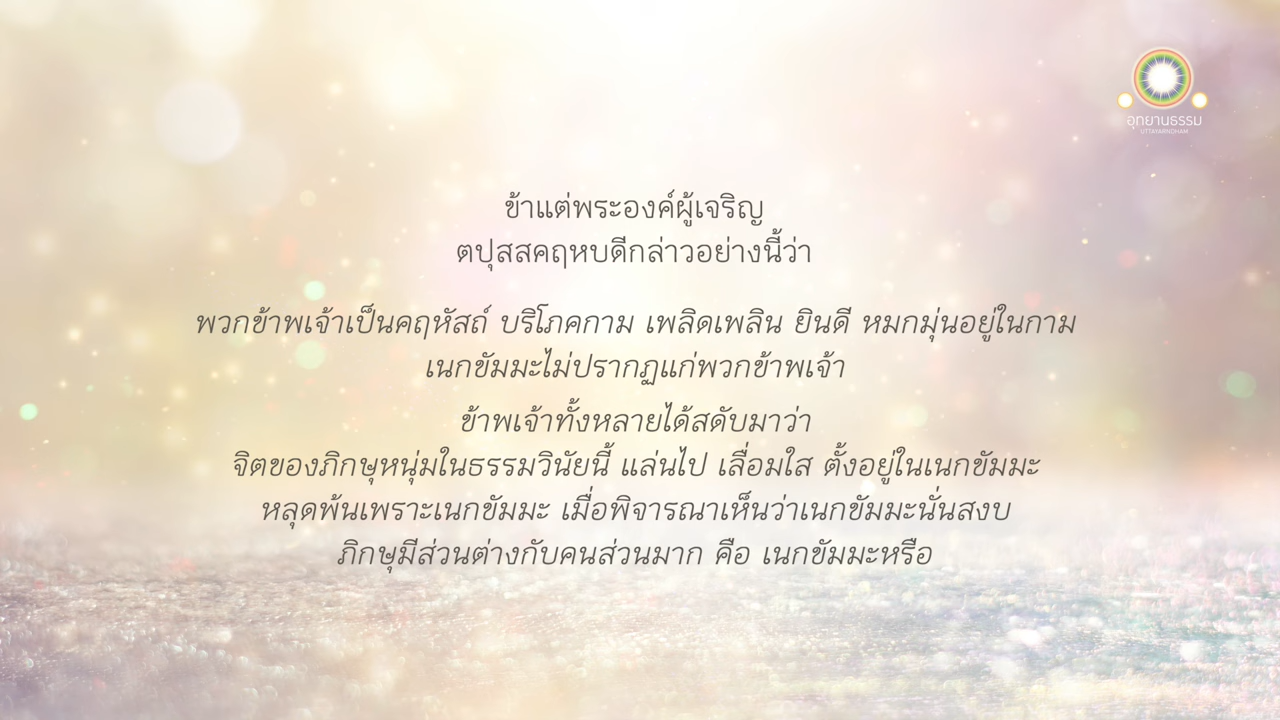 อุทยานธรรม
UTTAYARNDHAM
ข้าแต่พระองค์ผู้เจริญ
ตปุสสคฤหบดีกล่าวอย่างนี้ว่า
พวกข้าพเจ้าเป็นคฤหัสถ์ บริโภคกาม เพลิดเพลิน ยินดี หมกมุ่นอยู่ในกาม
เนกขัมมะไม่ปรากฏแก่พวกข้าพเจ้า
ข้าพเจ้าทั้งหลายได้สดับมาว่า
จิตของภิกษุหนุ่มในธรรมวินัยนี้ แล่นไป เลื่อมใส ตั้งอยู่ในเนกขัมมะ
หลุดพ้นเพราะเนกขัมมะ เมื่อพิจารณาเห็นว่าเนกขัมมะนั่นสงบ
ภิกษุมีส่วนต่างกับคนส่วนมาก คือ เนกขัมมะหรือ